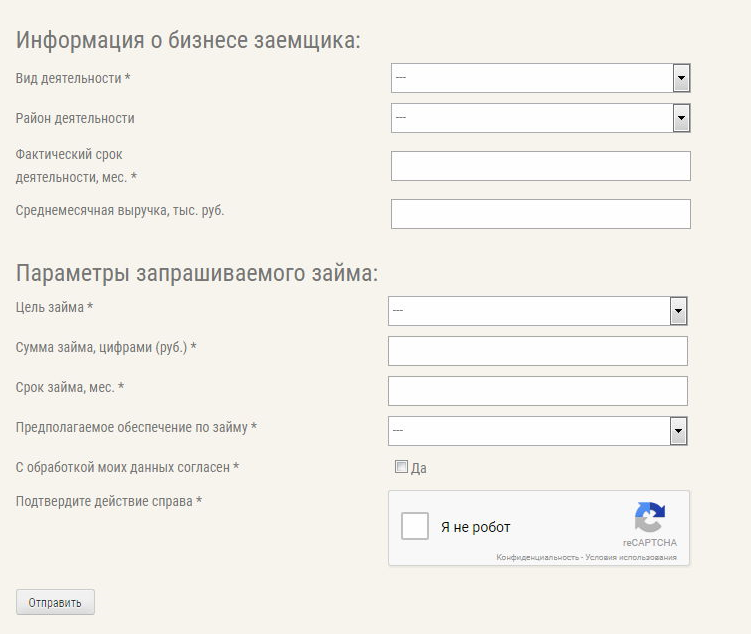 Информация о бизнесе заемщика:
Вид деятельности *
---
Район деятельности
---
Фактический срок
деятельности, мес. *
Среднемесячная выручка, тыс. руб.
Параметры запрашиваемого займа:
Цель займа *
---
Сумма займа, цифрами (руб.) *
Срок займа, мес. *
Предполагаемое обеспечение по займу *
---
С обработкой моих данных согласен *
Да
Подтвердите действие справа *
Я не робот
reCAPTCHA
Конфиденциальность - Условия использования
Отправить